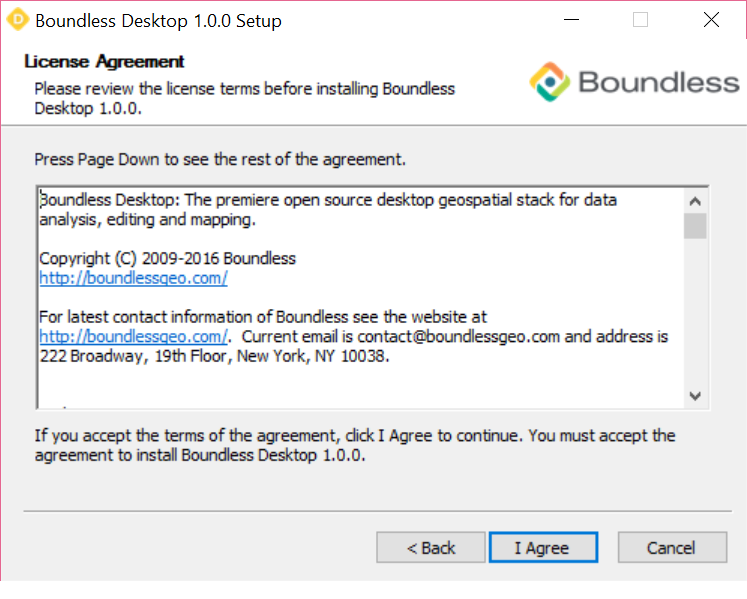 Boundless Desktop 1.0.0 Setup
License Agreement
Please review the license terms before installing Boundless
Desktop 1.0.0.
Boundless
Press Page Down to see the rest of the agreement.
Boundless Desktop: The premiere open source desktop geospatial stack for data
analysis, editing and mapping.
Copyright (C) 2009-2016 Boundless
http://boundlessgeo.com/
For latest contact information of Boundless see the website at
http://boundlessgeo.com/.  Current email is contact@boundlessgeo.com and address is
222 Broadway, 19th Floor, New York, NY 10038.
If you accept the terms of the agreement, click I Agree to continue. You must accept the
agreement to install Boundless Desktop 1.0.0.
< Back
I Agree
Cancel